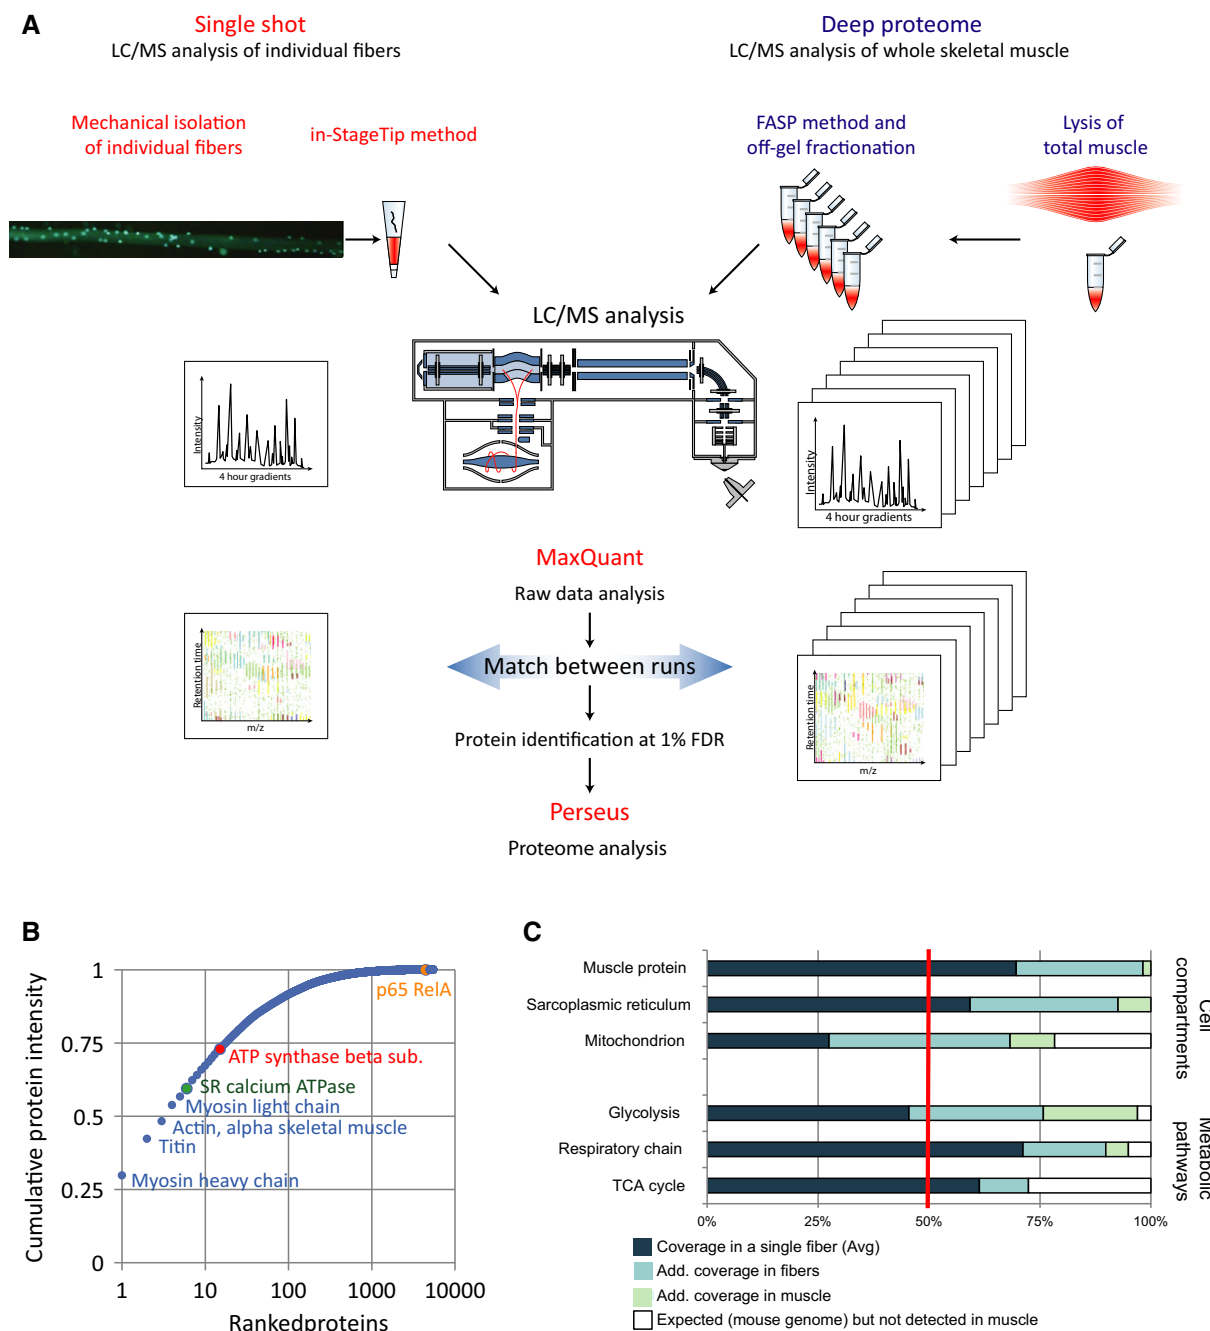 A
Single shot
LC/MS analysis of individual fibers
Deep proteome
LC/MS analysis of whole skeletal muscle
Mechanical isolation
of individual fibers
in-StageTip method
FASP method and
off-gel fractionation
Lysis of
total muscle
LC/MS analysis
Intensity
4 hour gradients
Intensity
4 hour gradients
MaxQuant
Raw data analysis
Match between runs
Protein identification at 1% FDR
Perseus
Proteome analysis
Retention time
m/z
Retention time
m/z
B
Cumulative protein intensity
1
0.75
0.5
0.25
0
p65 RelA
ATP synthase beta sub.
SR calcium ATPase
Myosin light chain
Actin, alpha skeletal muscle
Titin
Myosin heavy chain
1
10
100
1000
10000
Rankedproteins
C
Muscle protein
Sarcoplasmic reticulum
Mitochondrion
Glycolysis
Respiratory chain
TCA cycle
Cell
compartments
Metabolic
pathways
0%
25%
50%
75%
100%
Coverage in a single fiber (Avg)
Add. coverage in fibers
Add. coverage in muscle
Expected (mouse genome) but not detected in muscle